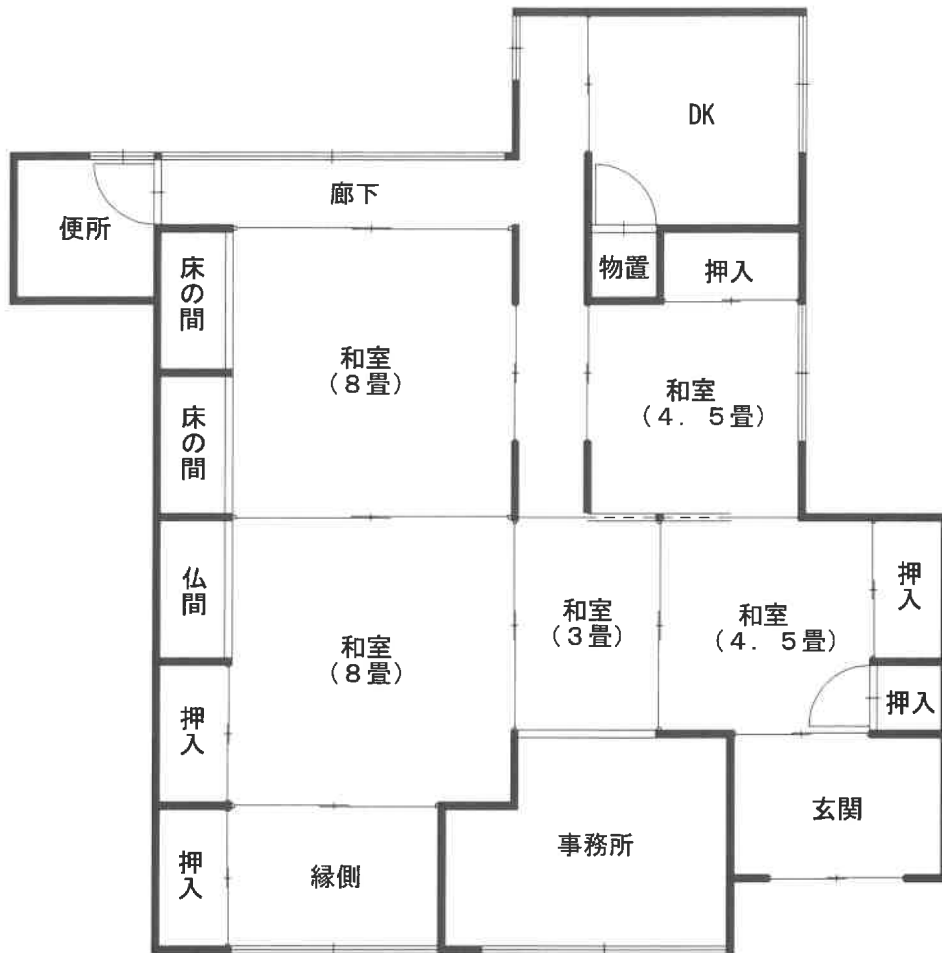 DK
廊下
便所
床の間
物置
押入
和室
(8畳)
和室
(4.5畳)
床の間
仏間
和室
(8畳)
和室
(3畳)
和室
(4.5畳)
押入
押入
押入
玄関
事務所
押入
縁側